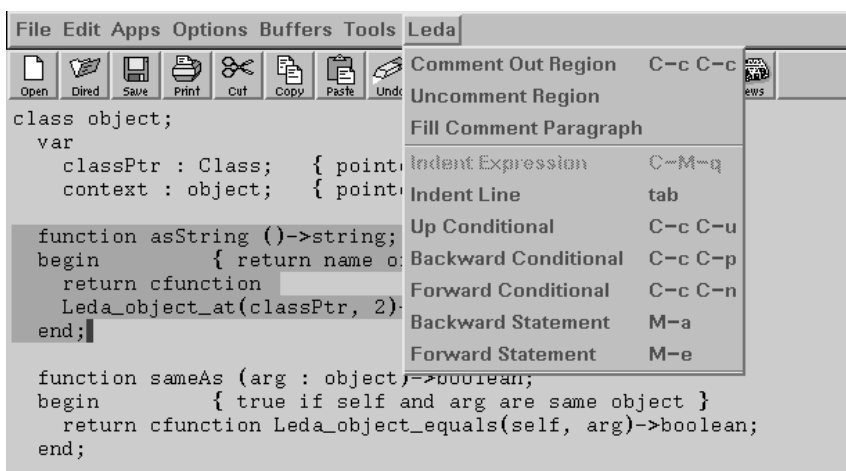 File Edit Apps Options Buffers Tools Leda
Open Dired Save Print Cut Copy Paste Undo ews
Comment Out Region C-c C-c
Uncomment Region
Fill Comment Paragraph
Indent Expression C-M-q
Indent Line tab
Up Conditional C-c C-u
Backward Conditional C-c C-p
Forward Conditional C-c C-n
Backward Statement M-a
Forward Statement M-e
class object;
var
classPtr : Class; { point
context : object; { point
function asString ()->string;
begin { return name o
return cfunction
Leda_object_at(classPtr, 2)-
end;
function sameAs (arg : object)->boolean;
begin { true if self and arg are same object }
return cfunction Leda_object_equals(self, arg)->boolean;
end;